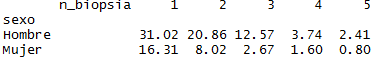 n_biopsia 1 2 3 4 5
sexo
Hombre 31.02 20.86 12.57 3.74 2.41
Mujer 16.31 8.02 2.67 1.60 0.80